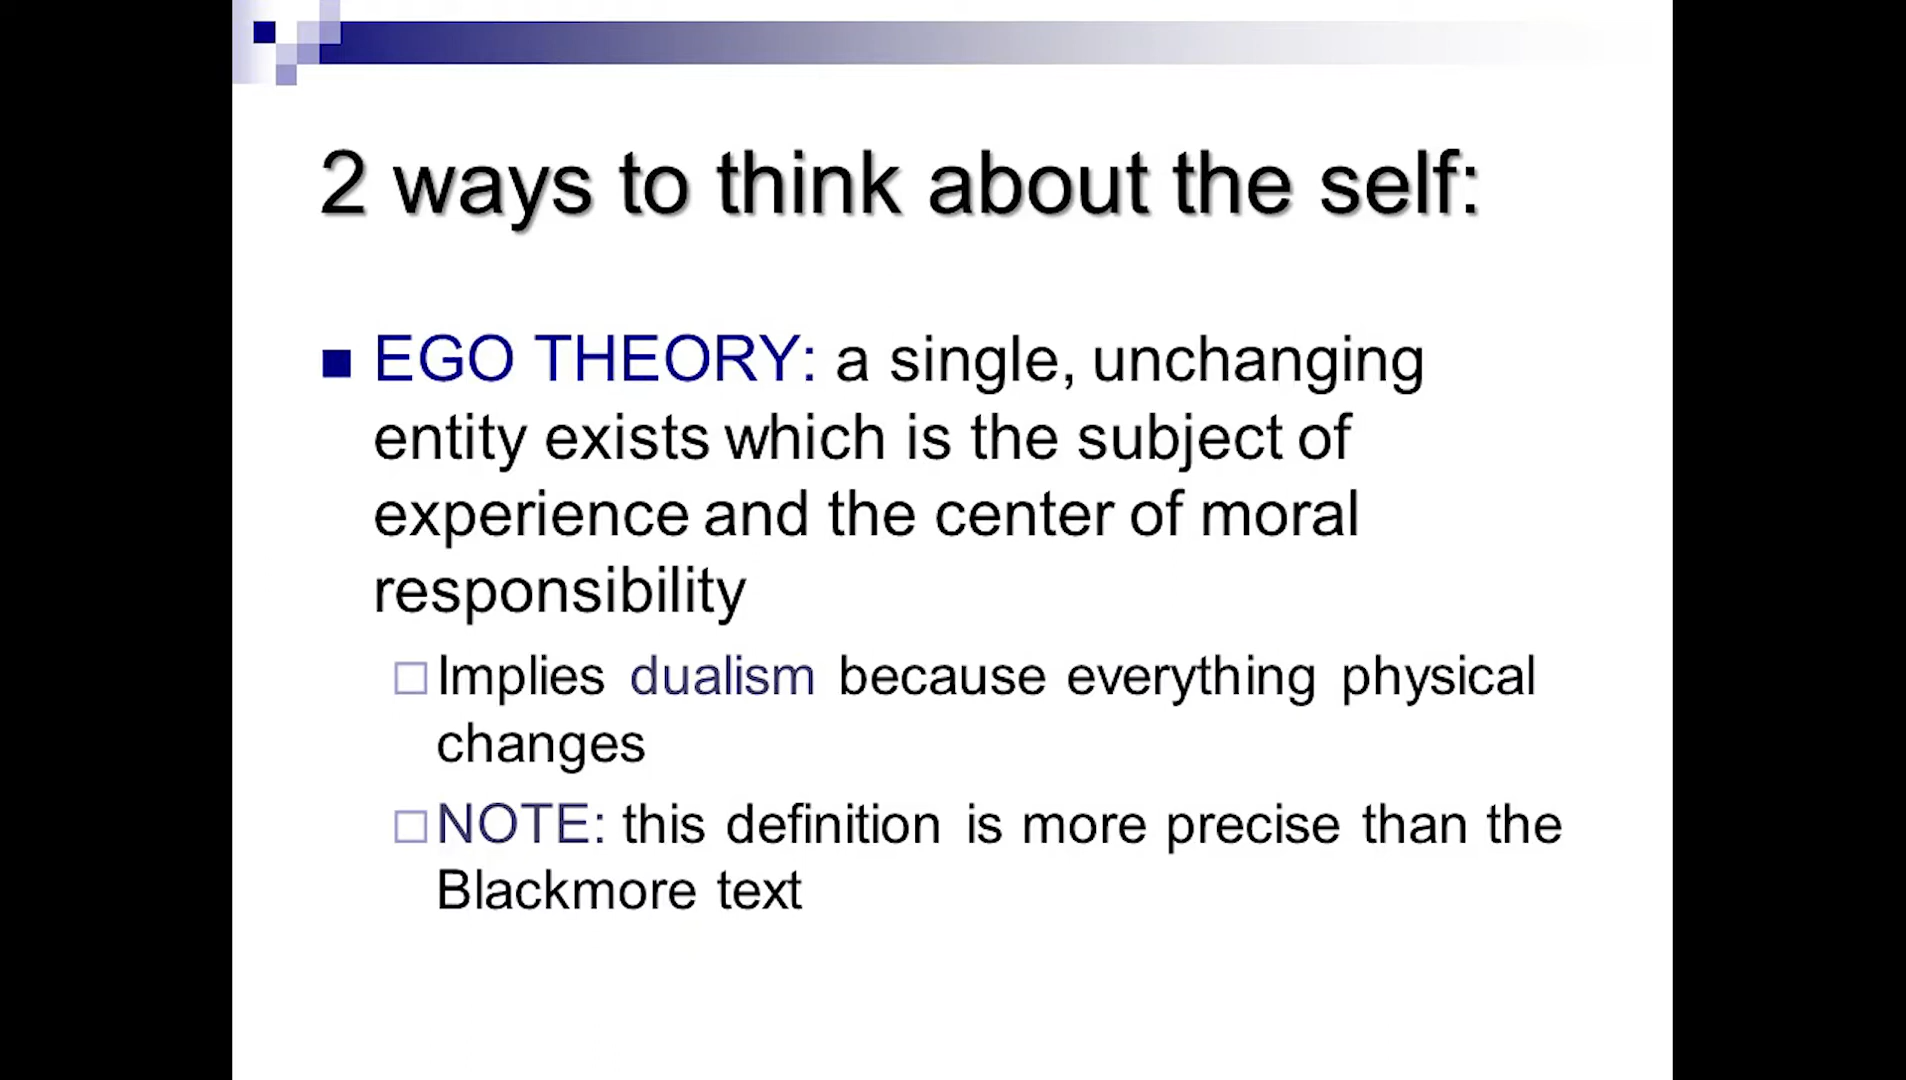 2 ways to think about the self:
EGO THEORY: a single, unchanging
entity exists which is the subject of
experience and the center of moral
responsibility
Implies dualism because everything physical
changes
NOTE: this definition is more precise than the
Blackmore text